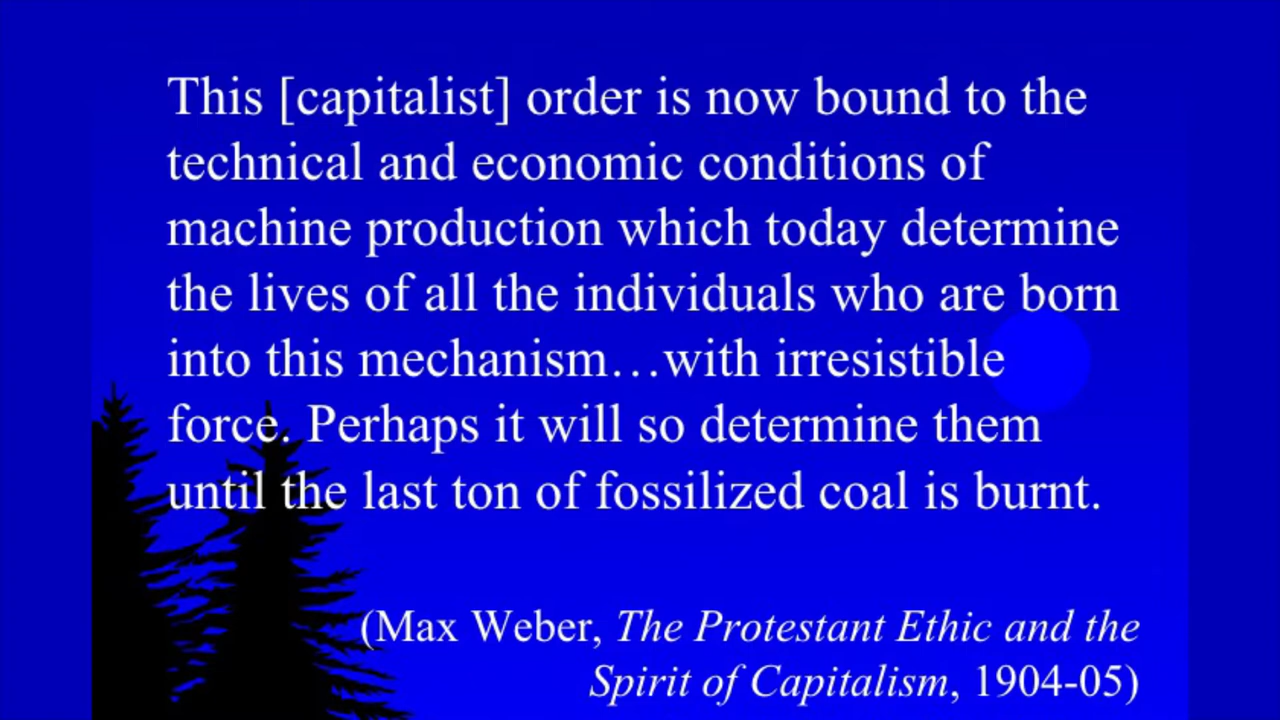 This [capitalist] order is now bound to the
technical and economic conditions of
machine production which today determine
the lives of all the individuals who are born
into this mechanism…with irresistible
force. Perhaps it will so determine them
until the last ton of fossilized coal is burnt.
(Max Weber, The Protestant Ethic and the
Spirit of Capitalism, 1904-05)